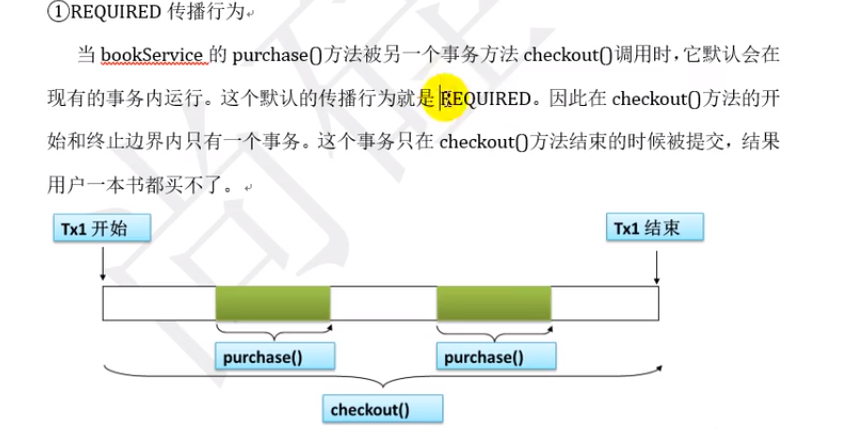 ①REQUIRED 传播行为
当 bookService 的 purchase()方法被另一个事务方法 checkout()调用时，它默认会在
现有的事务内运行。这个默认的传播行为就是 REQUIRED。因此在 checkout()方法的开
始和终止边界内只有一个事务。这个事务只在 checkout()方法结束的时候被提交，结果
用户一本书都买不了。
Tx1 开始
Tx1 结束
purchase()
purchase()
checkout()